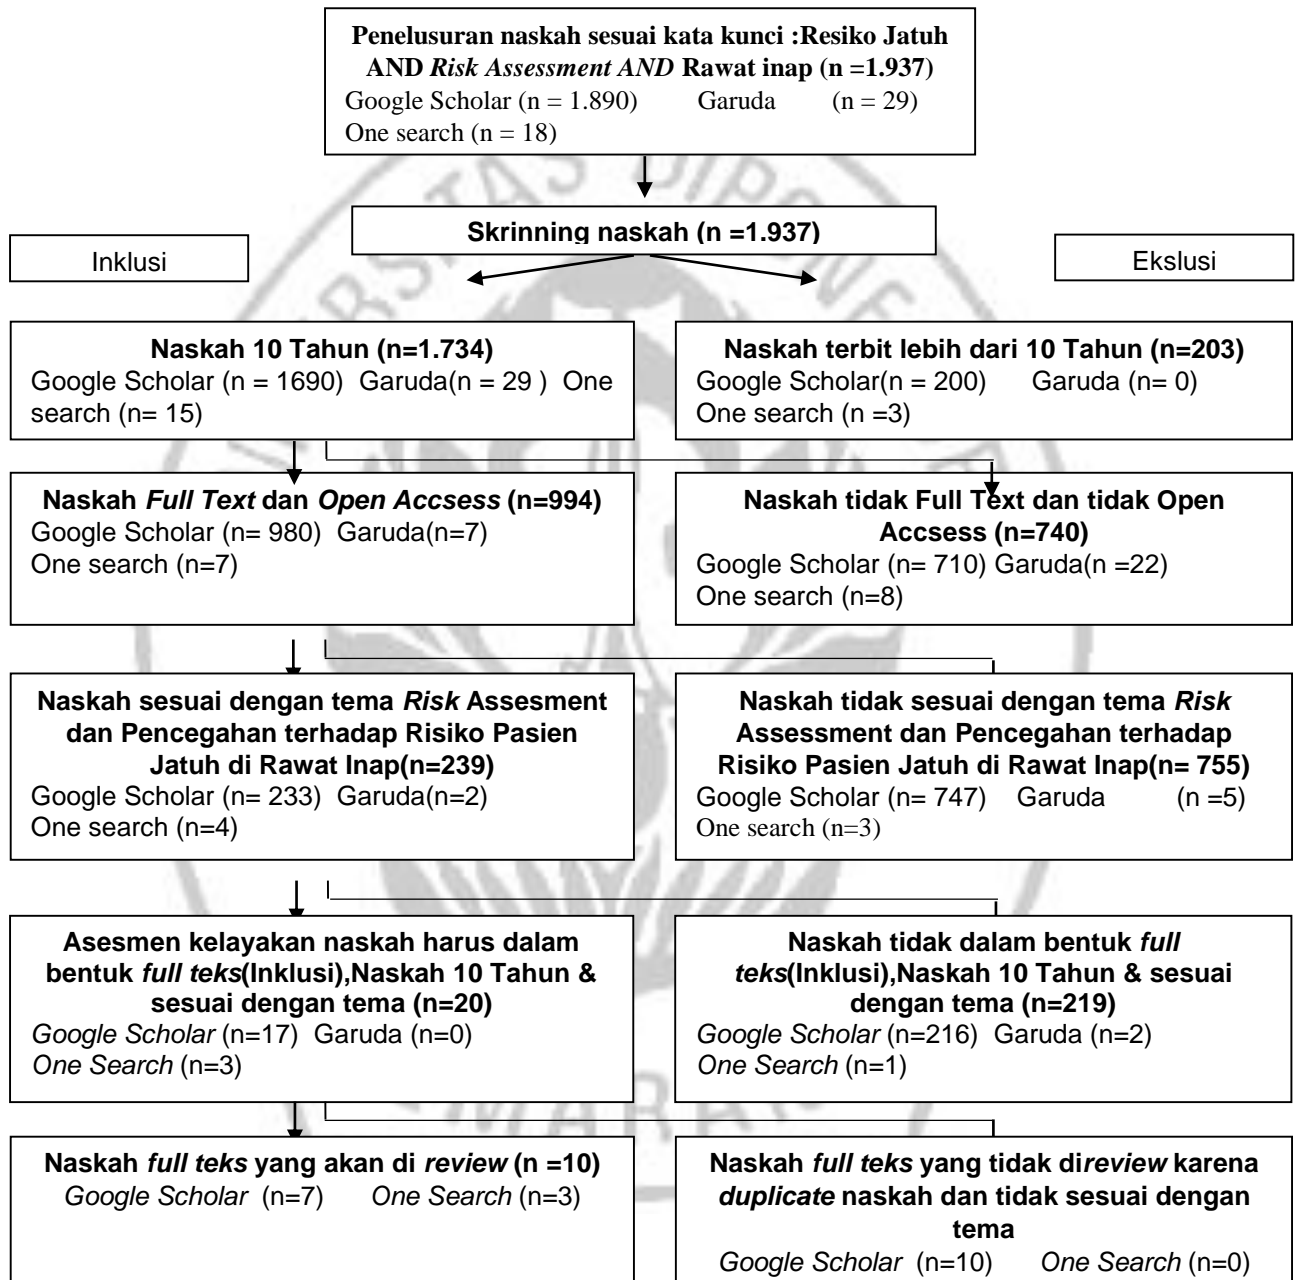 Penelusuran naskah sesuai kata kunci :Resiko Jatuh
AND Risk Assessment AND Rawat inap (n =1.937)
Google Scholar (n = 1.890) Garuda (n = 29)
One search (n = 18)
Skrinning naskah (n =1.937)
Inklusi
Ekslusi
Naskah 10 Tahun (n=1.734)
Google Scholar (n = 1690) Garuda(n = 29 ) One
search (n= 15)
Naskah terbit lebih dari 10 Tahun (n=203)
Google Scholar(n = 200) Garuda (n= 0)
One search (n =3)
Naskah Full Text dan Open Accsess (n=994)
Google Scholar (n= 980) Garuda(n=7)
One search (n=7)
Naskah tidak Full Text dan tidak Open
Accsess (n=740)
Google Scholar (n= 710) Garuda(n =22)
One search (n=8)
Naskah sesuai dengan tema Risk Assesment
dan Pencegahan terhadap Risiko Pasien
Jatuh di Rawat Inap(n=239)
Google Scholar (n= 233) Garuda(n=2)
One search (n=4)
Naskah tidak sesuai dengan tema Risk
Assessment dan Pencegahan terhadap
Risiko Pasien Jatuh di Rawat Inap(n= 755)
Google Scholar (n= 747) Garuda (n =5)
One search (n=3)
Asesmen kelayakan naskah harus dalam
bentuk full teks(Inklusi),Naskah 10 Tahun &
sesuai dengan tema (n=20)
Google Scholar (n=17) Garuda (n=0)
One Search (n=3)
Naskah tidak dalam bentuk full
teks(Inklusi),Naskah 10 Tahun & sesuai
dengan tema (n=219)
Google Scholar (n=216) Garuda (n=2)
One Search (n=1)
Naskah full teks yang akan di review (n =10)
Google Scholar (n=7) One Search (n=3)
Naskah full teks yang tidak direview karena
duplicate naskah dan tidak sesuai dengan
tema
Google Scholar (n=10) One Search (n=0)